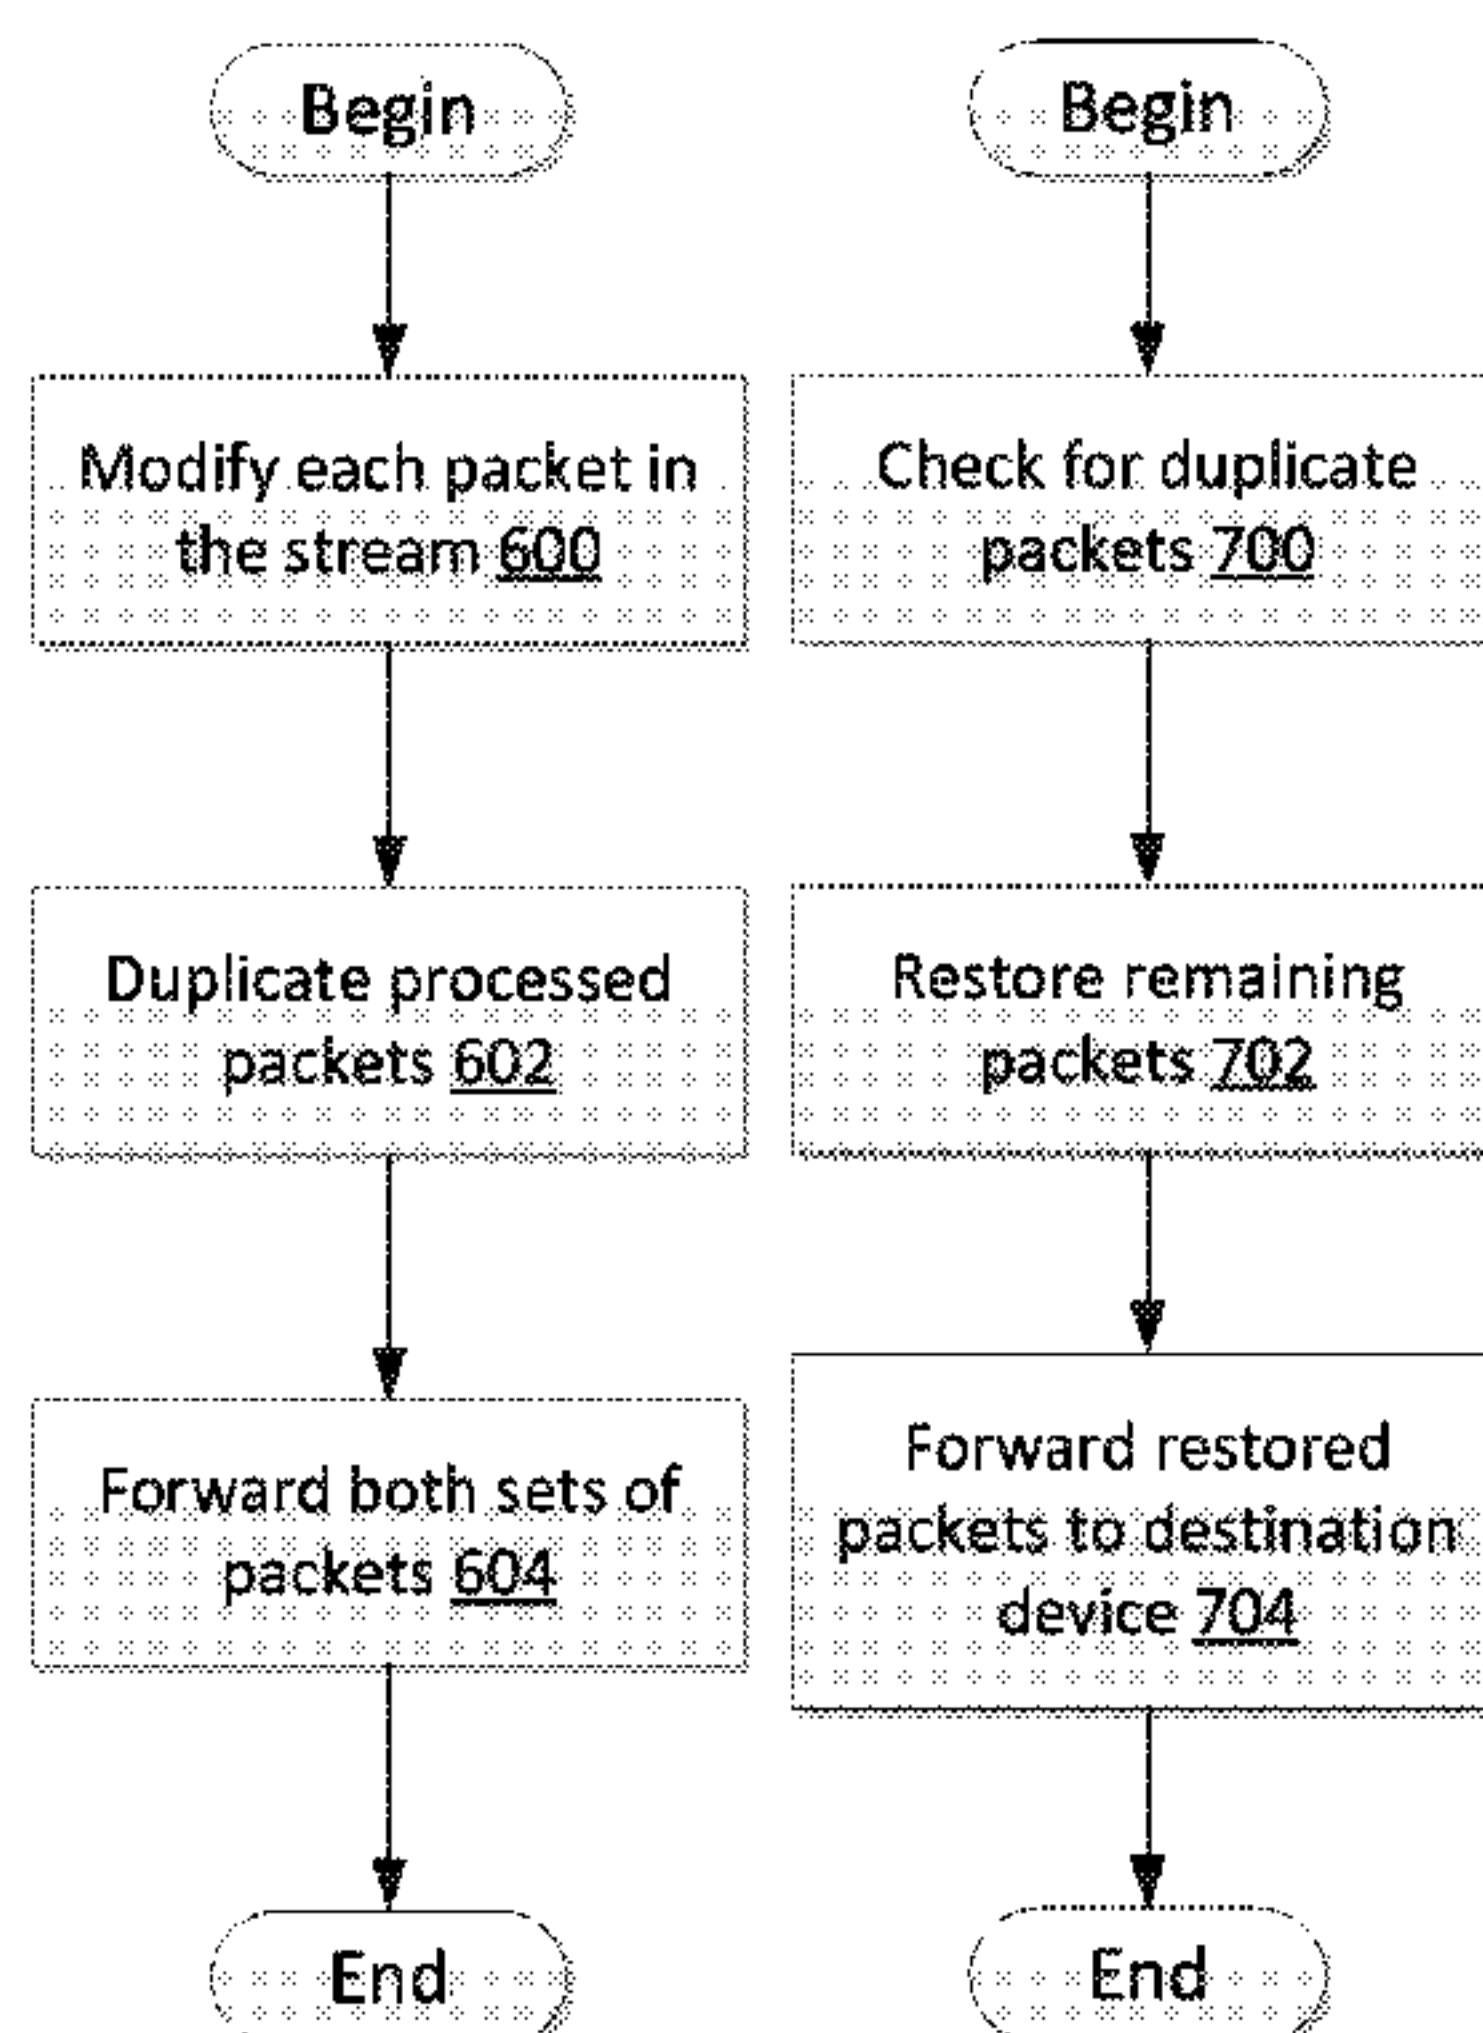 Begin
Modify each packet in
the stream 600
Duplicate processed
packets 602
Forward both sets of
packets 604
End
Begin
Check for duplicate
packets 700
Restore remaining
packets 702
Forward restored
packets to destination
device 704
End